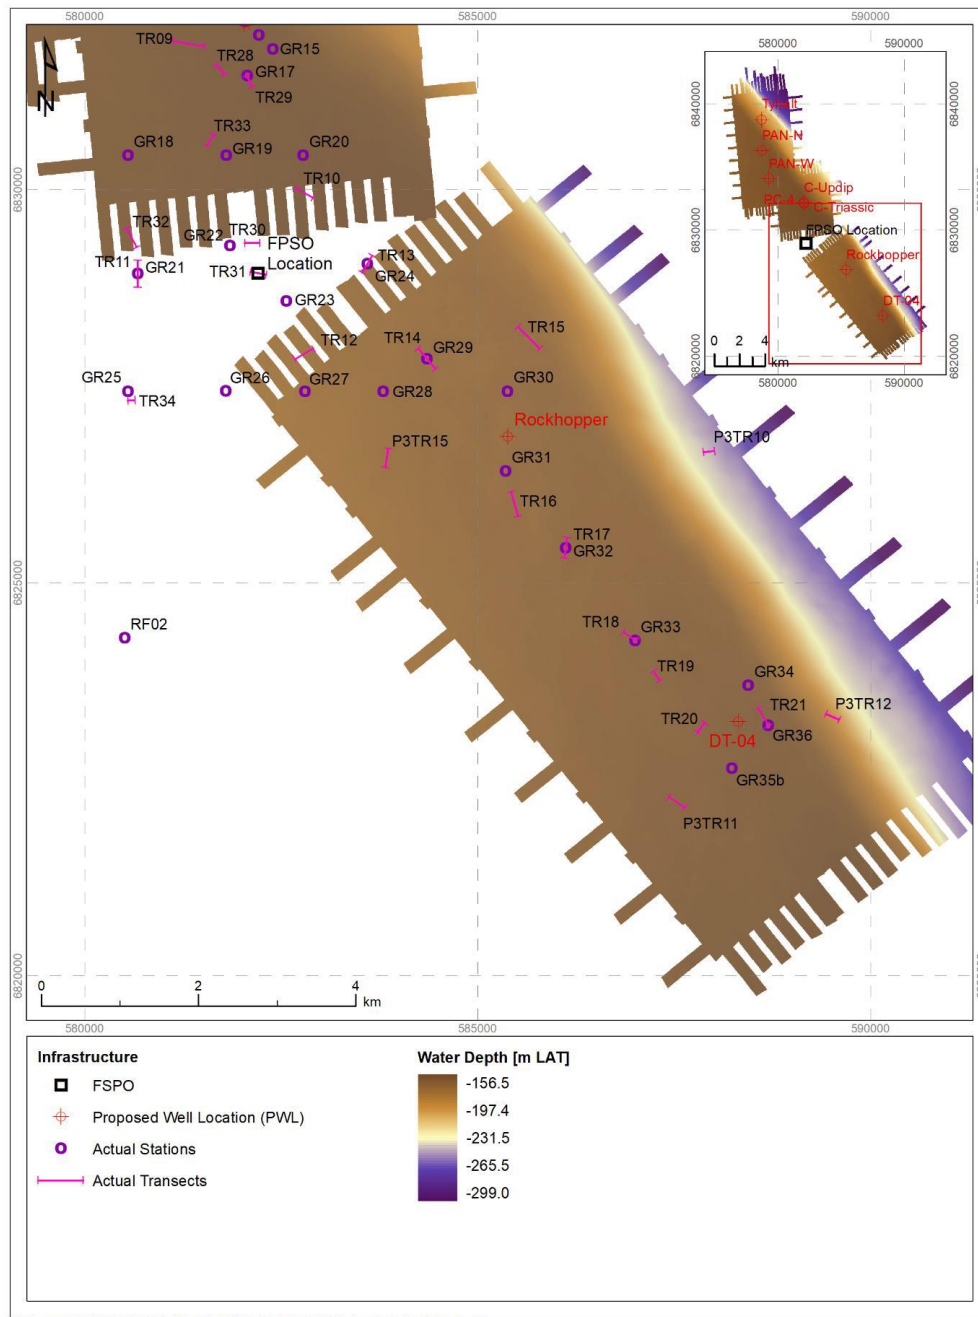 TR09
GR15
TR28
GR17
TR29
N
TR33
GR18
GR19
GR20
TR10
TR32
TR30
GR22
FPSO
Location
TR11
GR21
TR31
TR13
GR24
GR23
TR12
TR14
GR29
TR15
GR25
TR34
GR26
GR27
GR28
GR30
Rockhopper
P3TR15
GR31
P3TR10
TR16
TR17
GR32
RF02
TR18
GR33
TR19
GR34
TR21
P3TR12
TR20
DT-04
GR36
GR35b
P3TR11
580000
585000
590000
6830000
6825000
6820000
6825000
6820000
580000
585000
590000
0 2 4
km
580000 590000
6840000
6830000
6820000
6840000
6830000
6820000
PAN-N
PAN-W
C-Updip
PC-4
C-Triassic
FPSO Location
Rockhopper
DT-04
0 2 4
km
580000 590000
Infrastructure
FSPO
Proposed Well Location (PWL)
Actual Stations
Actual Transects
Water Depth [m LAT]
-156.5
-197.4
-231.5
-265.5
-299.0